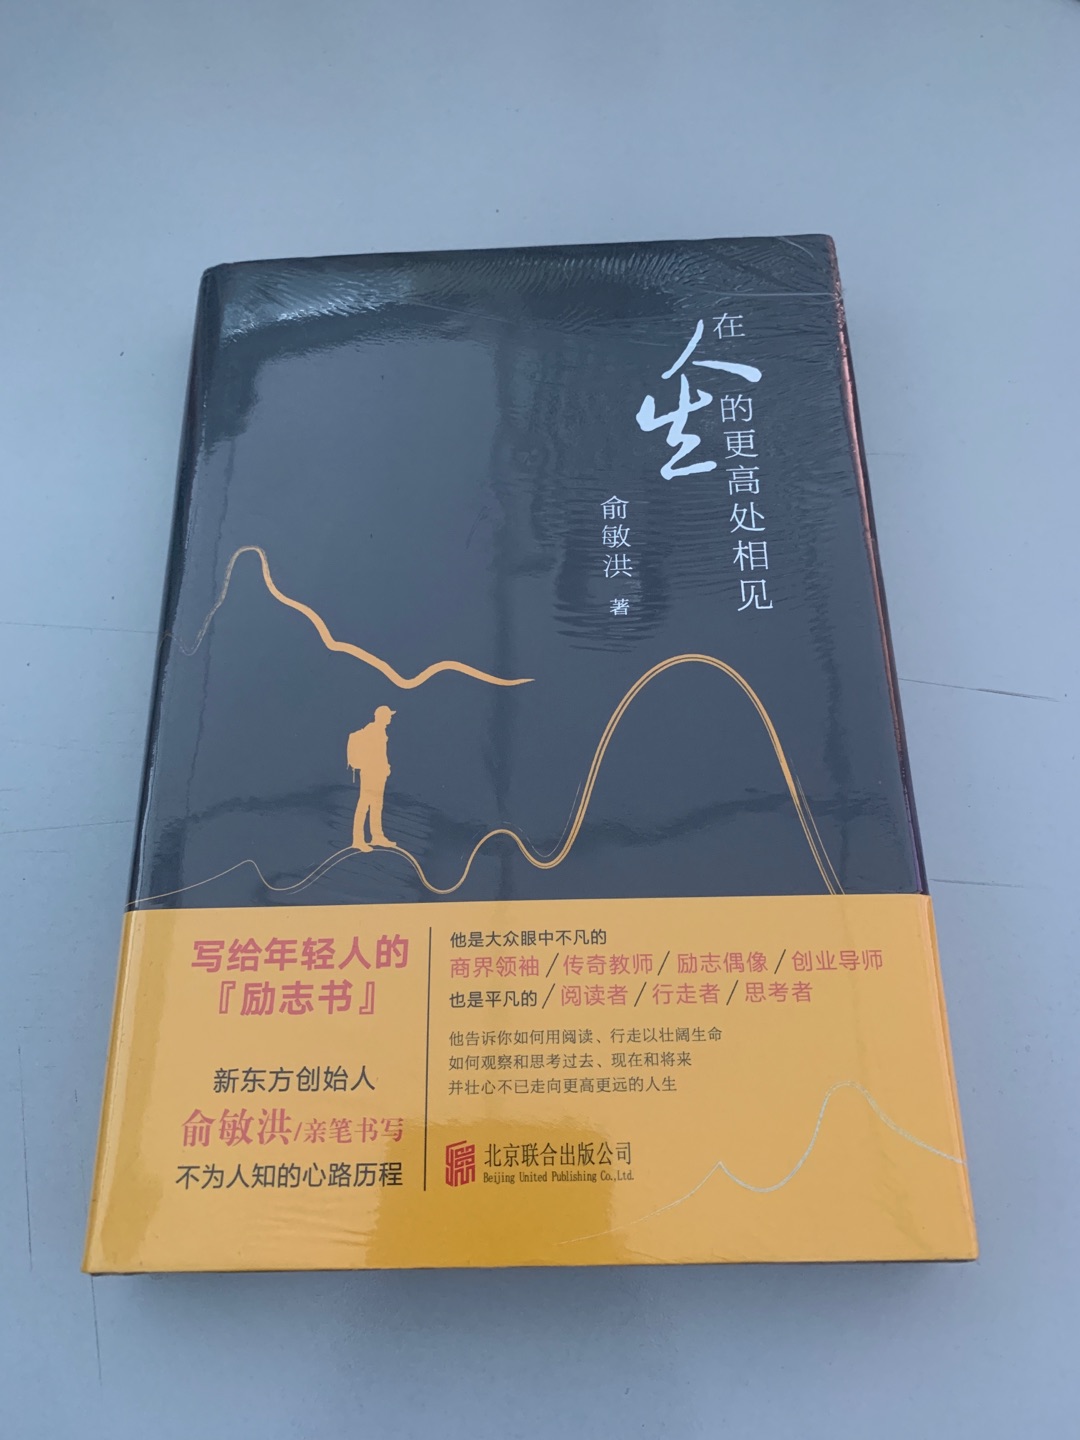 在人生的更高处相见
俞敏洪 著
写给年轻人的
『励志书』
新东方创始人
俞敏洪/亲笔书写
不为人知的心路历程
他是大众眼中不凡的
商界领袖/传奇教师/励志偶像/创业导师
也是平凡的/阅读者/行走者/思考者
他告诉你如何用阅读、行走以壮阔生命
如何观察和思考过去、现在和将来
并壮心不已走向更高更远的人生
北京联合出版公司
Beijing United Publishing Co.,Ltd.